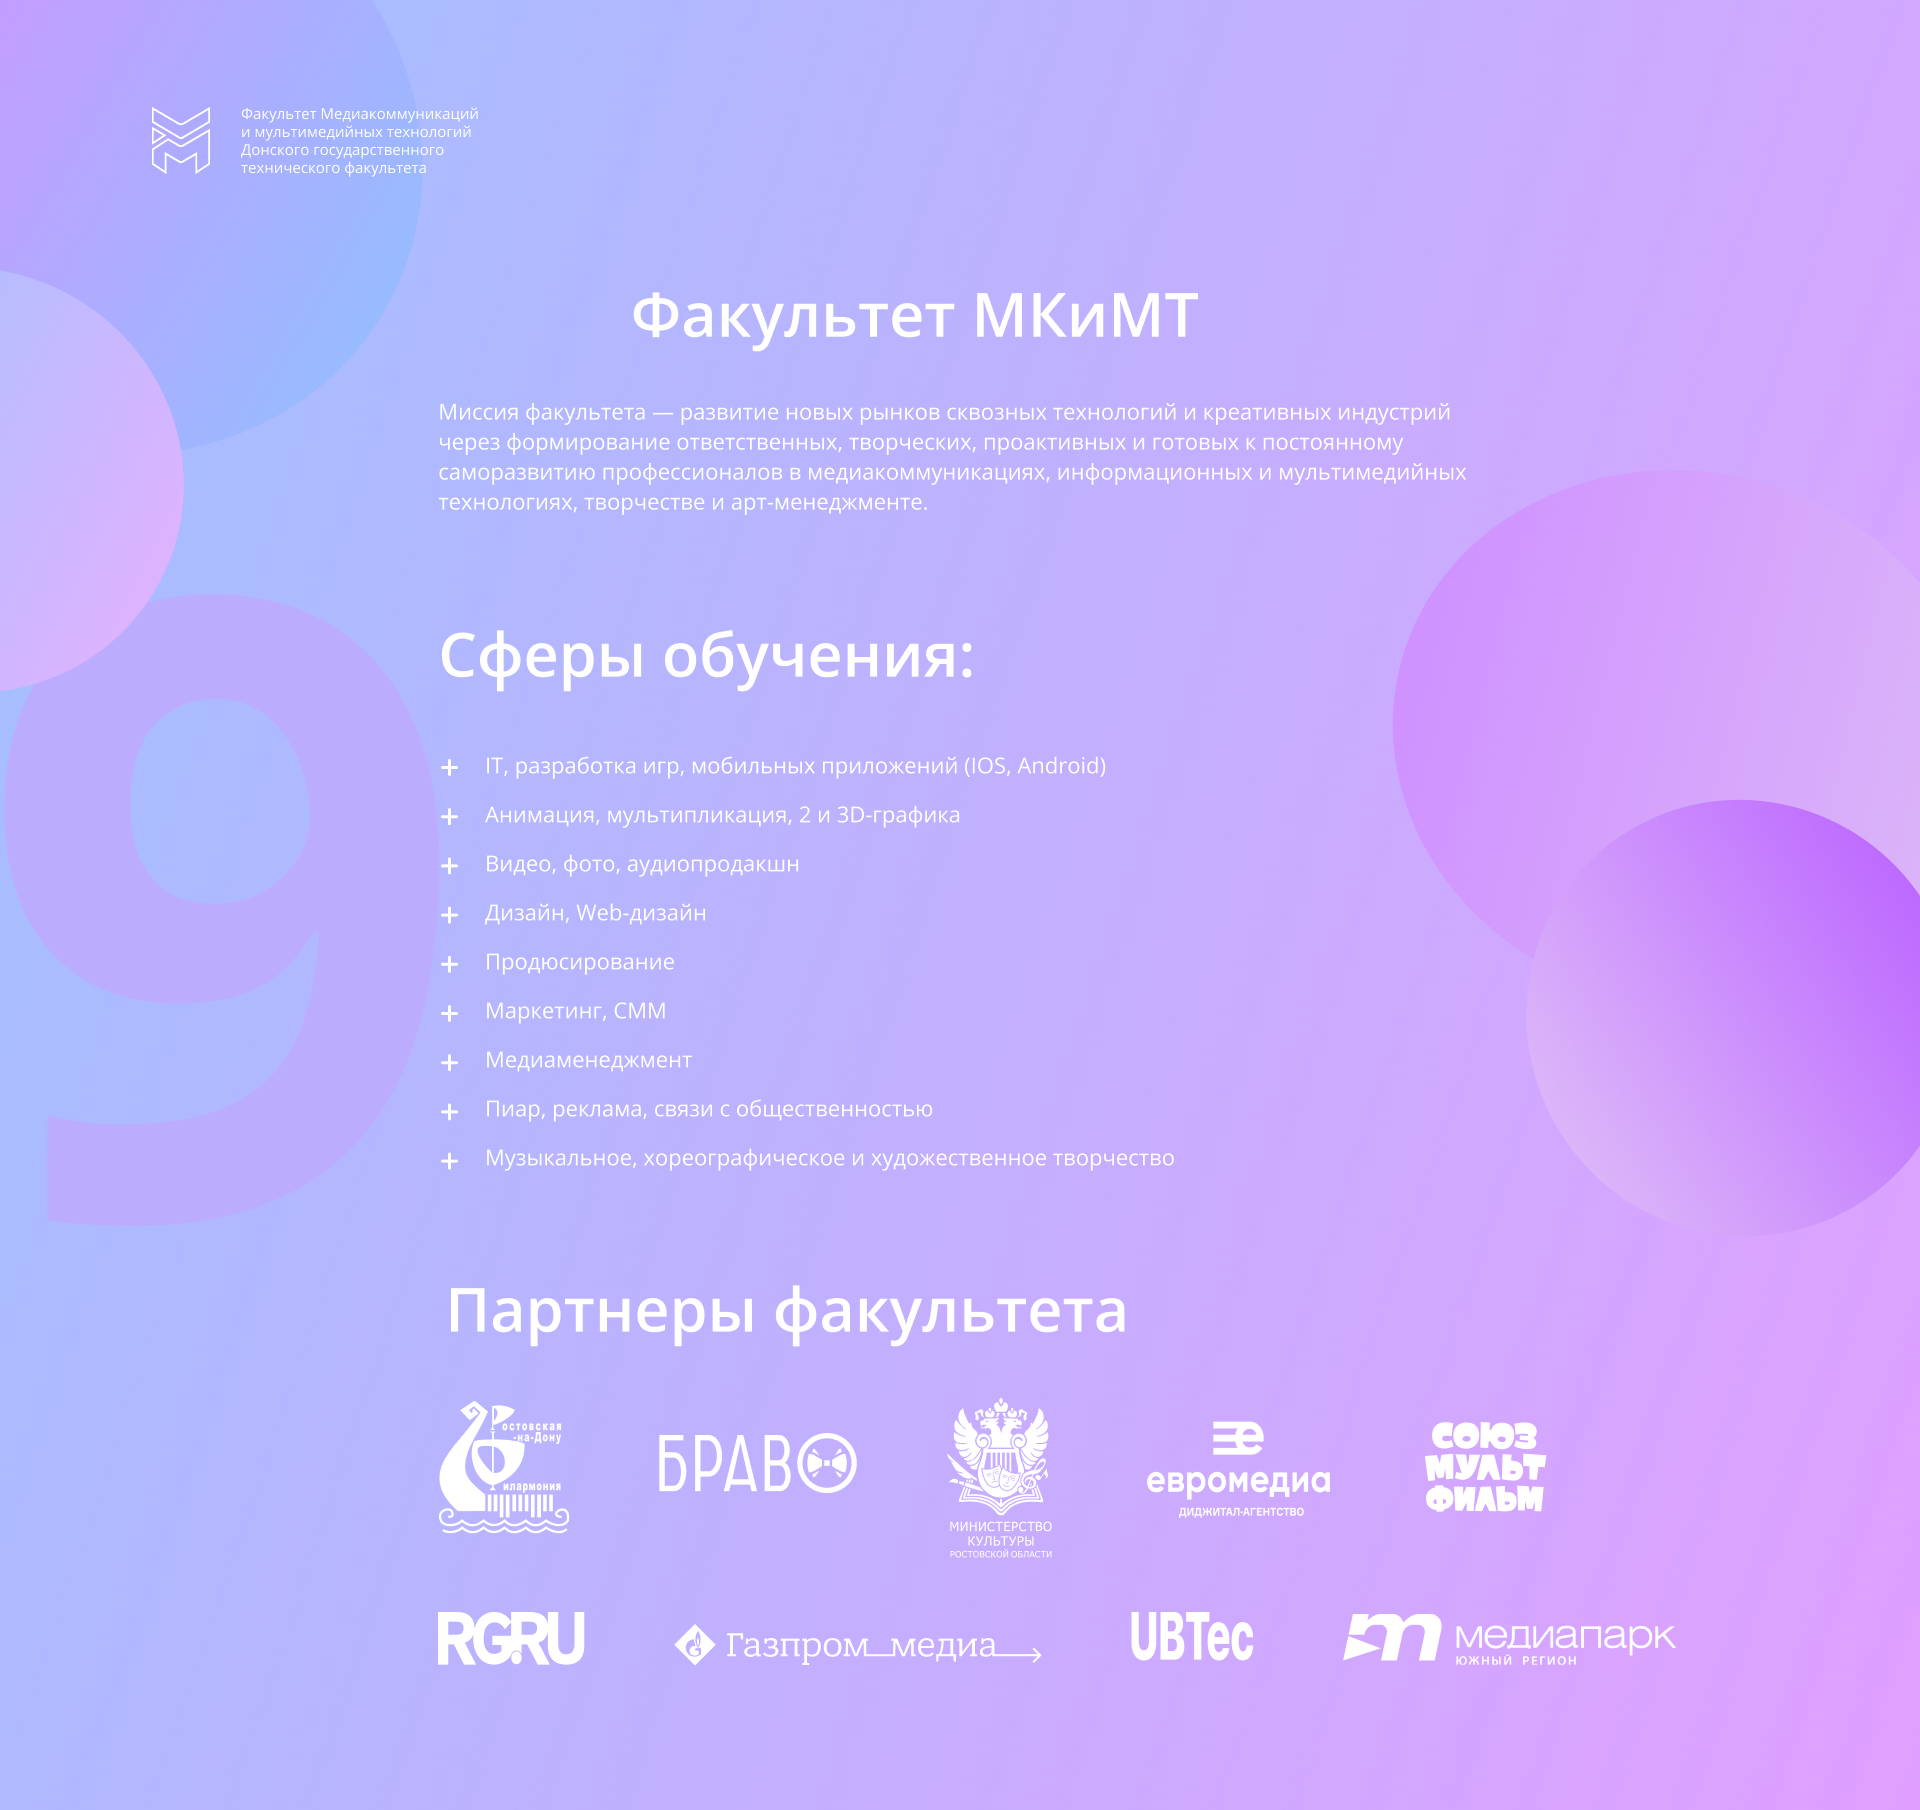 Факультет Медиакоммуникаций
и мультимедийных технологий
Донского государственного
технического факультета
Факультет МКиМТ
Миссия факультета — развитие новых рынков сквозных технологий и креативных индустрий
через формирование ответственных, творческих, проактивных и готовых к постоянному
саморазвитию профессионалов в медиакоммуникациях, информационных и мультимедийных
технологиях, творчестве и арт-менеджменте.
9
Сферы обучения:
+ IT, разработка игр, мобильных приложений (IOS, Android)
+ Анимация, мультипликация, 2 и 3D-графика
+ Видео, фото, аудиопродакшн
+ Дизайн, Web-дизайн
+ Продюсирование
+ Маркетинг, СММ
+ Медиаменеджмент
+ Пиар, реклама, связи с общественностью
+ Музыкальное, хореографическое и художественное творчество
Партнеры факультета
остовская
-на-Дону
илармония
БРАВО
МИНИСТЕРСТВО
КУЛЬТУРЫ
РОСТОВСКОЙ ОБЛАСТИ
евромедиа
ДИДЖИТАЛ-АГЕНТСТВО
СОЮЗ
МУЛЬТ
ФИЛЬМ
RG.RU
Газпром_медиа
UBTec
m медиапарк
ЮЖНЫЙ РЕГИОН